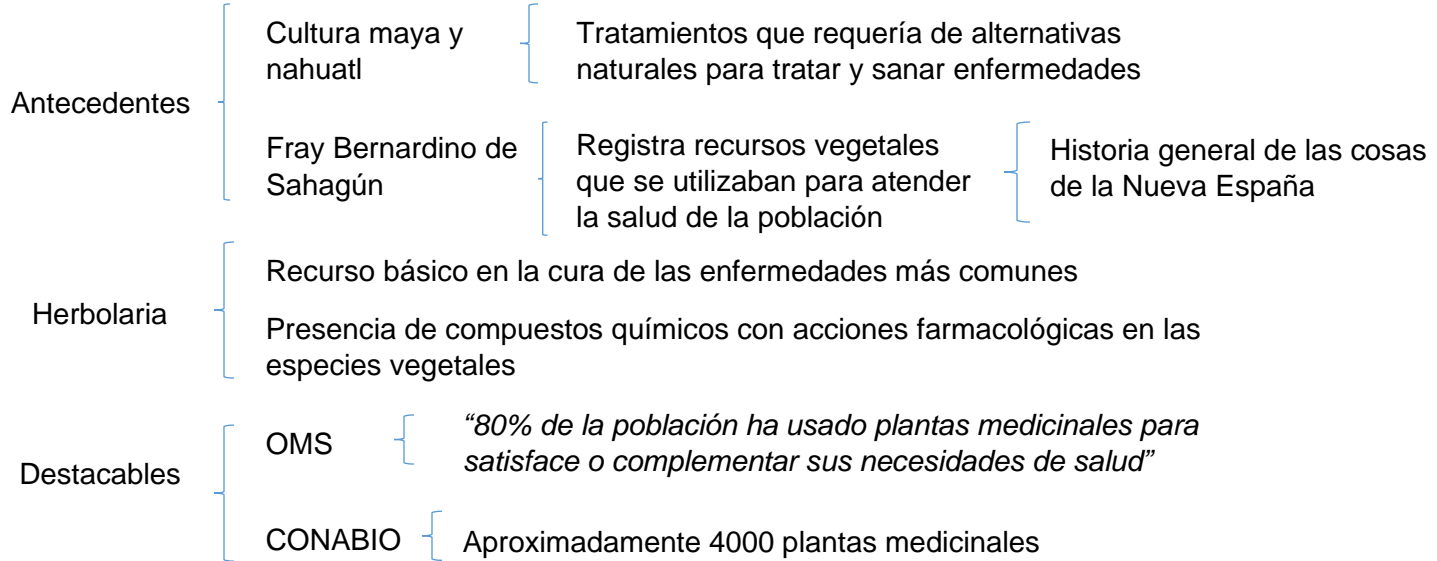 Antecedentes
Cultura maya y
nahuatl
Tratamientos que requería de alternativas
naturales para tratar y sanar enfermedades
Fray Bernardino de
Sahagún
Registra recursos vegetales
que se utilizaban para atender
la salud de la población
Historia general de las cosas
de la Nueva España
Herbolaria
Recurso básico en la cura de las enfermedades más comunes
Presencia de compuestos químicos con acciones farmacológicas en las
especies vegetales
Destacables
OMS
“80% de la población ha usado plantas medicinales para
satisface o complementar sus necesidades de salud”
CONABIO
Aproximadamente 4000 plantas medicinales